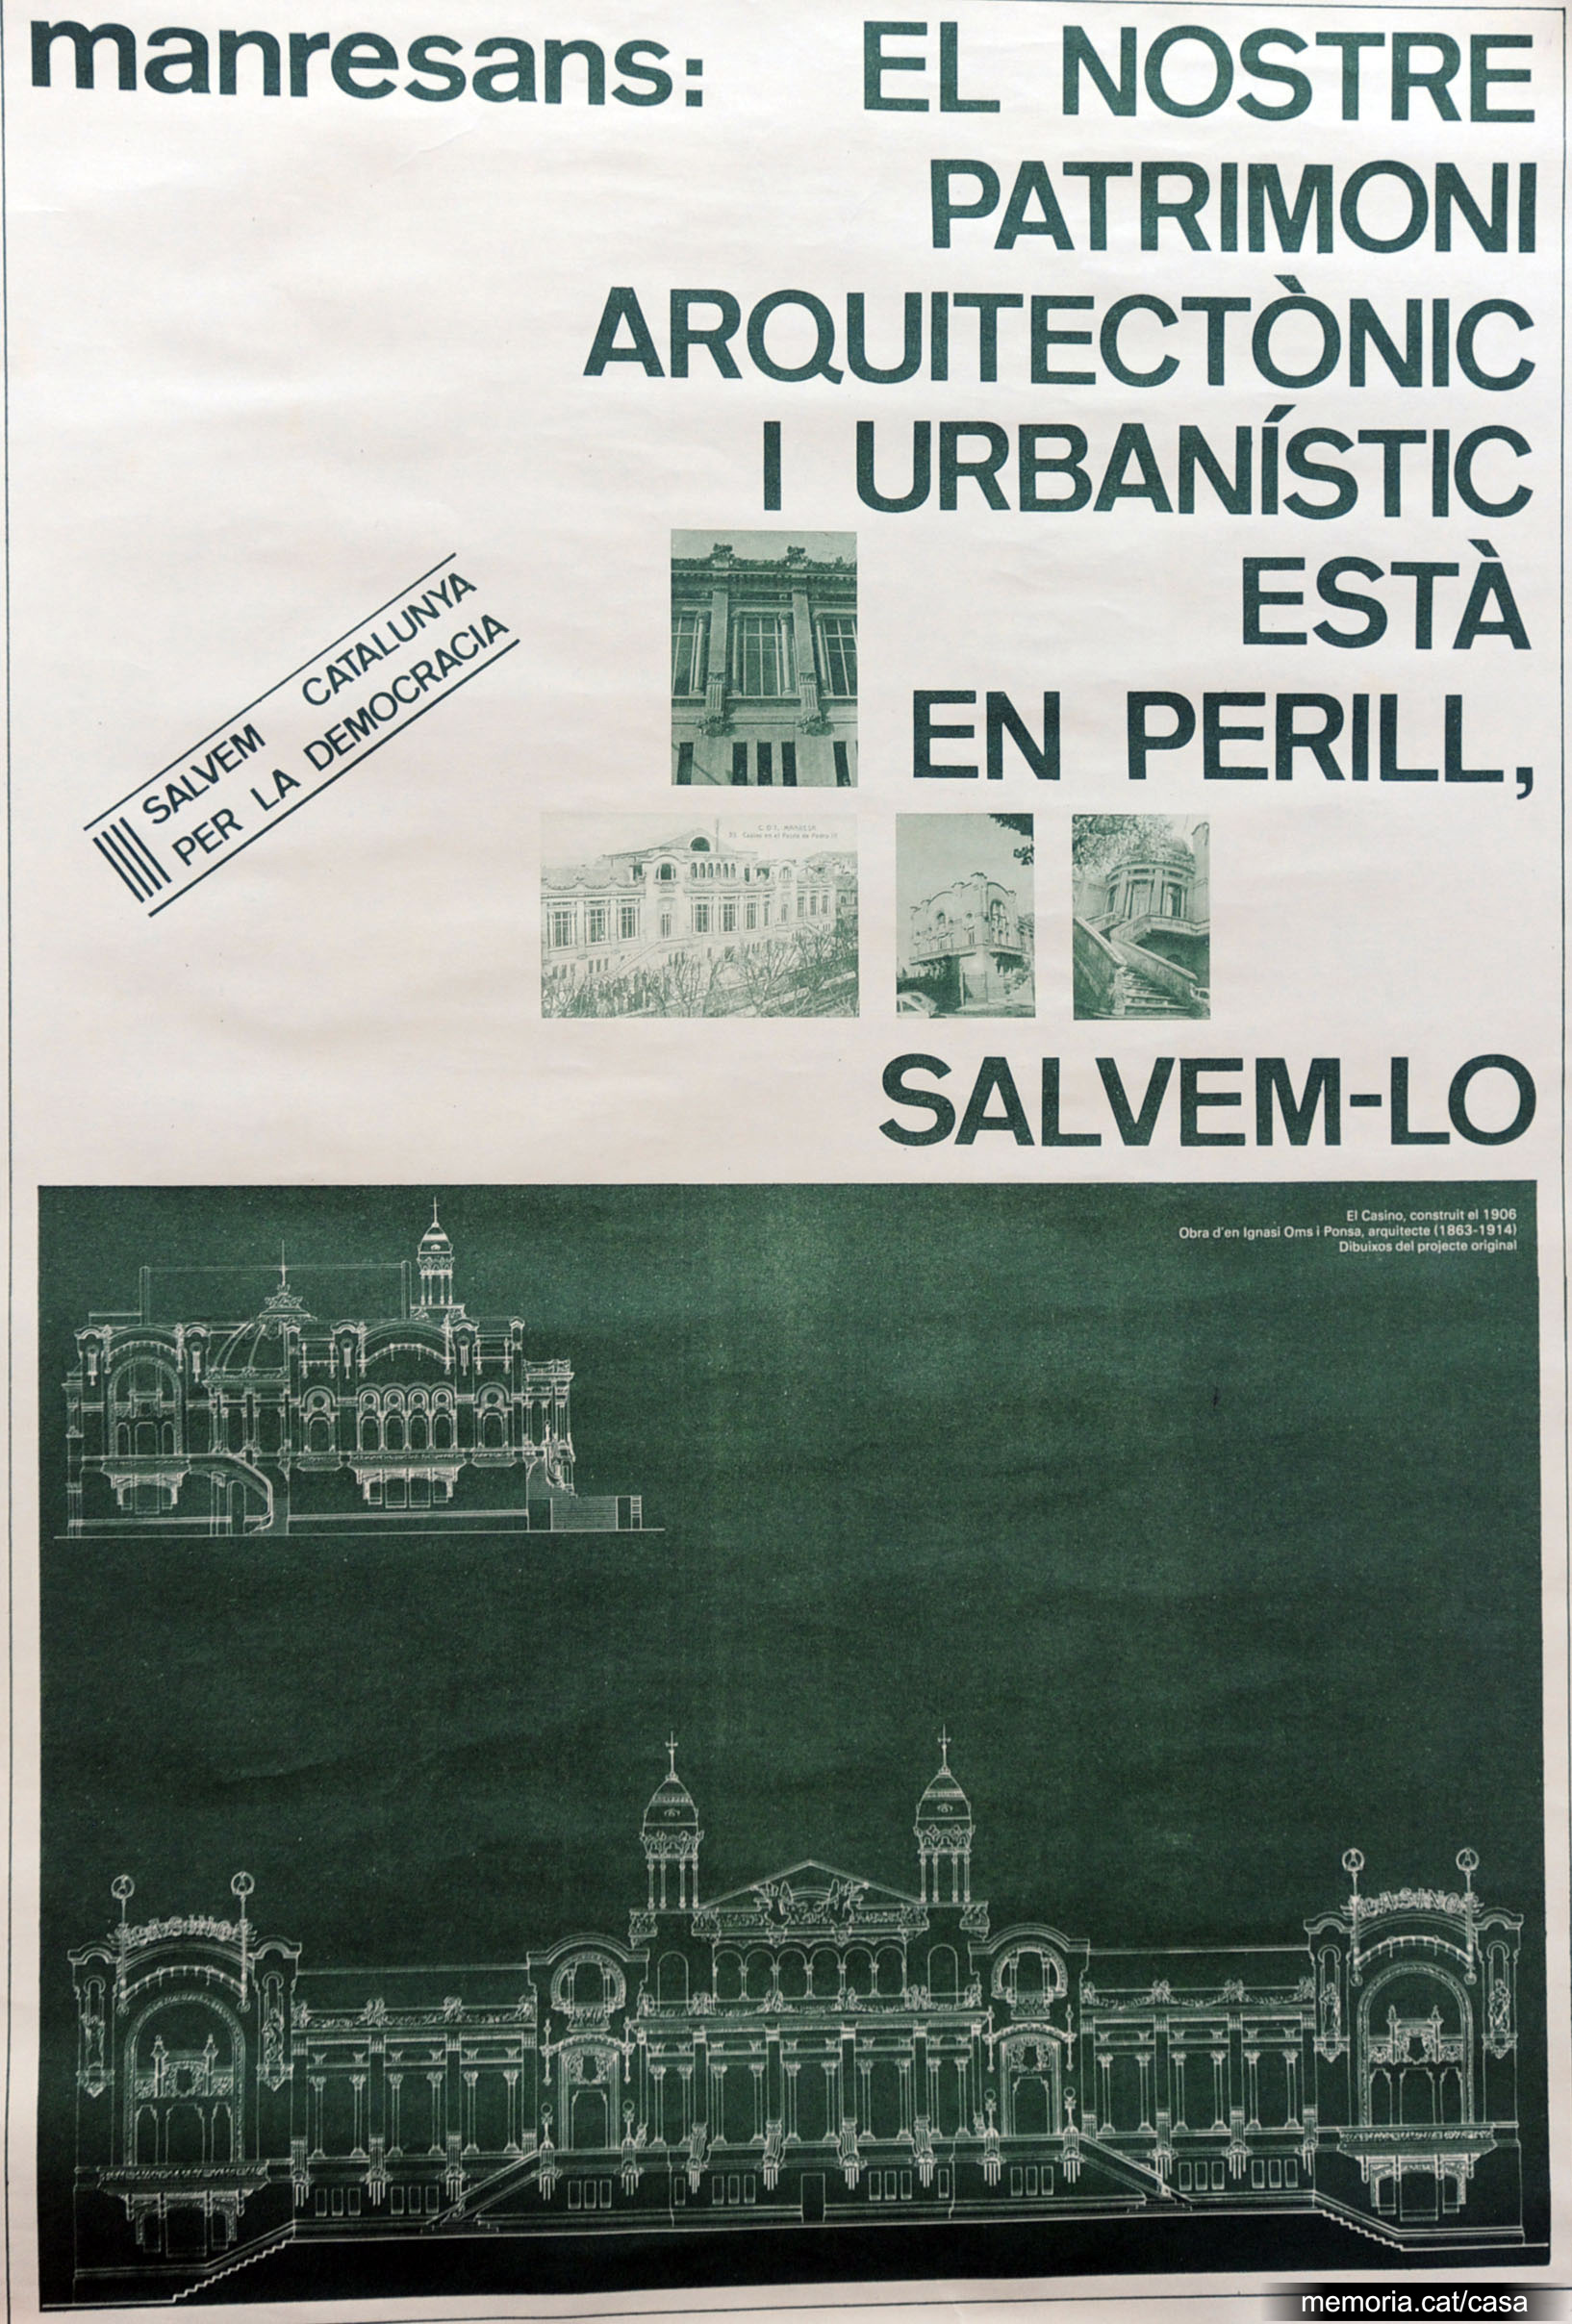 manresans: EL NOSTRE
PATRIMONI
ARQUITECTÒNIC
I URBANÍSTIC
ESTÀ
EN PERILL,
SALVEM CATALUNYA
PER LA DEMOCRACIA
SALVEM-LO
El Casino, construit el 1906
Obra d'en Ignasi Oms i Ponsa, arquitecte (1863-1914)
Dibuixos del projecte original
CASINO
memoria.cat/casa